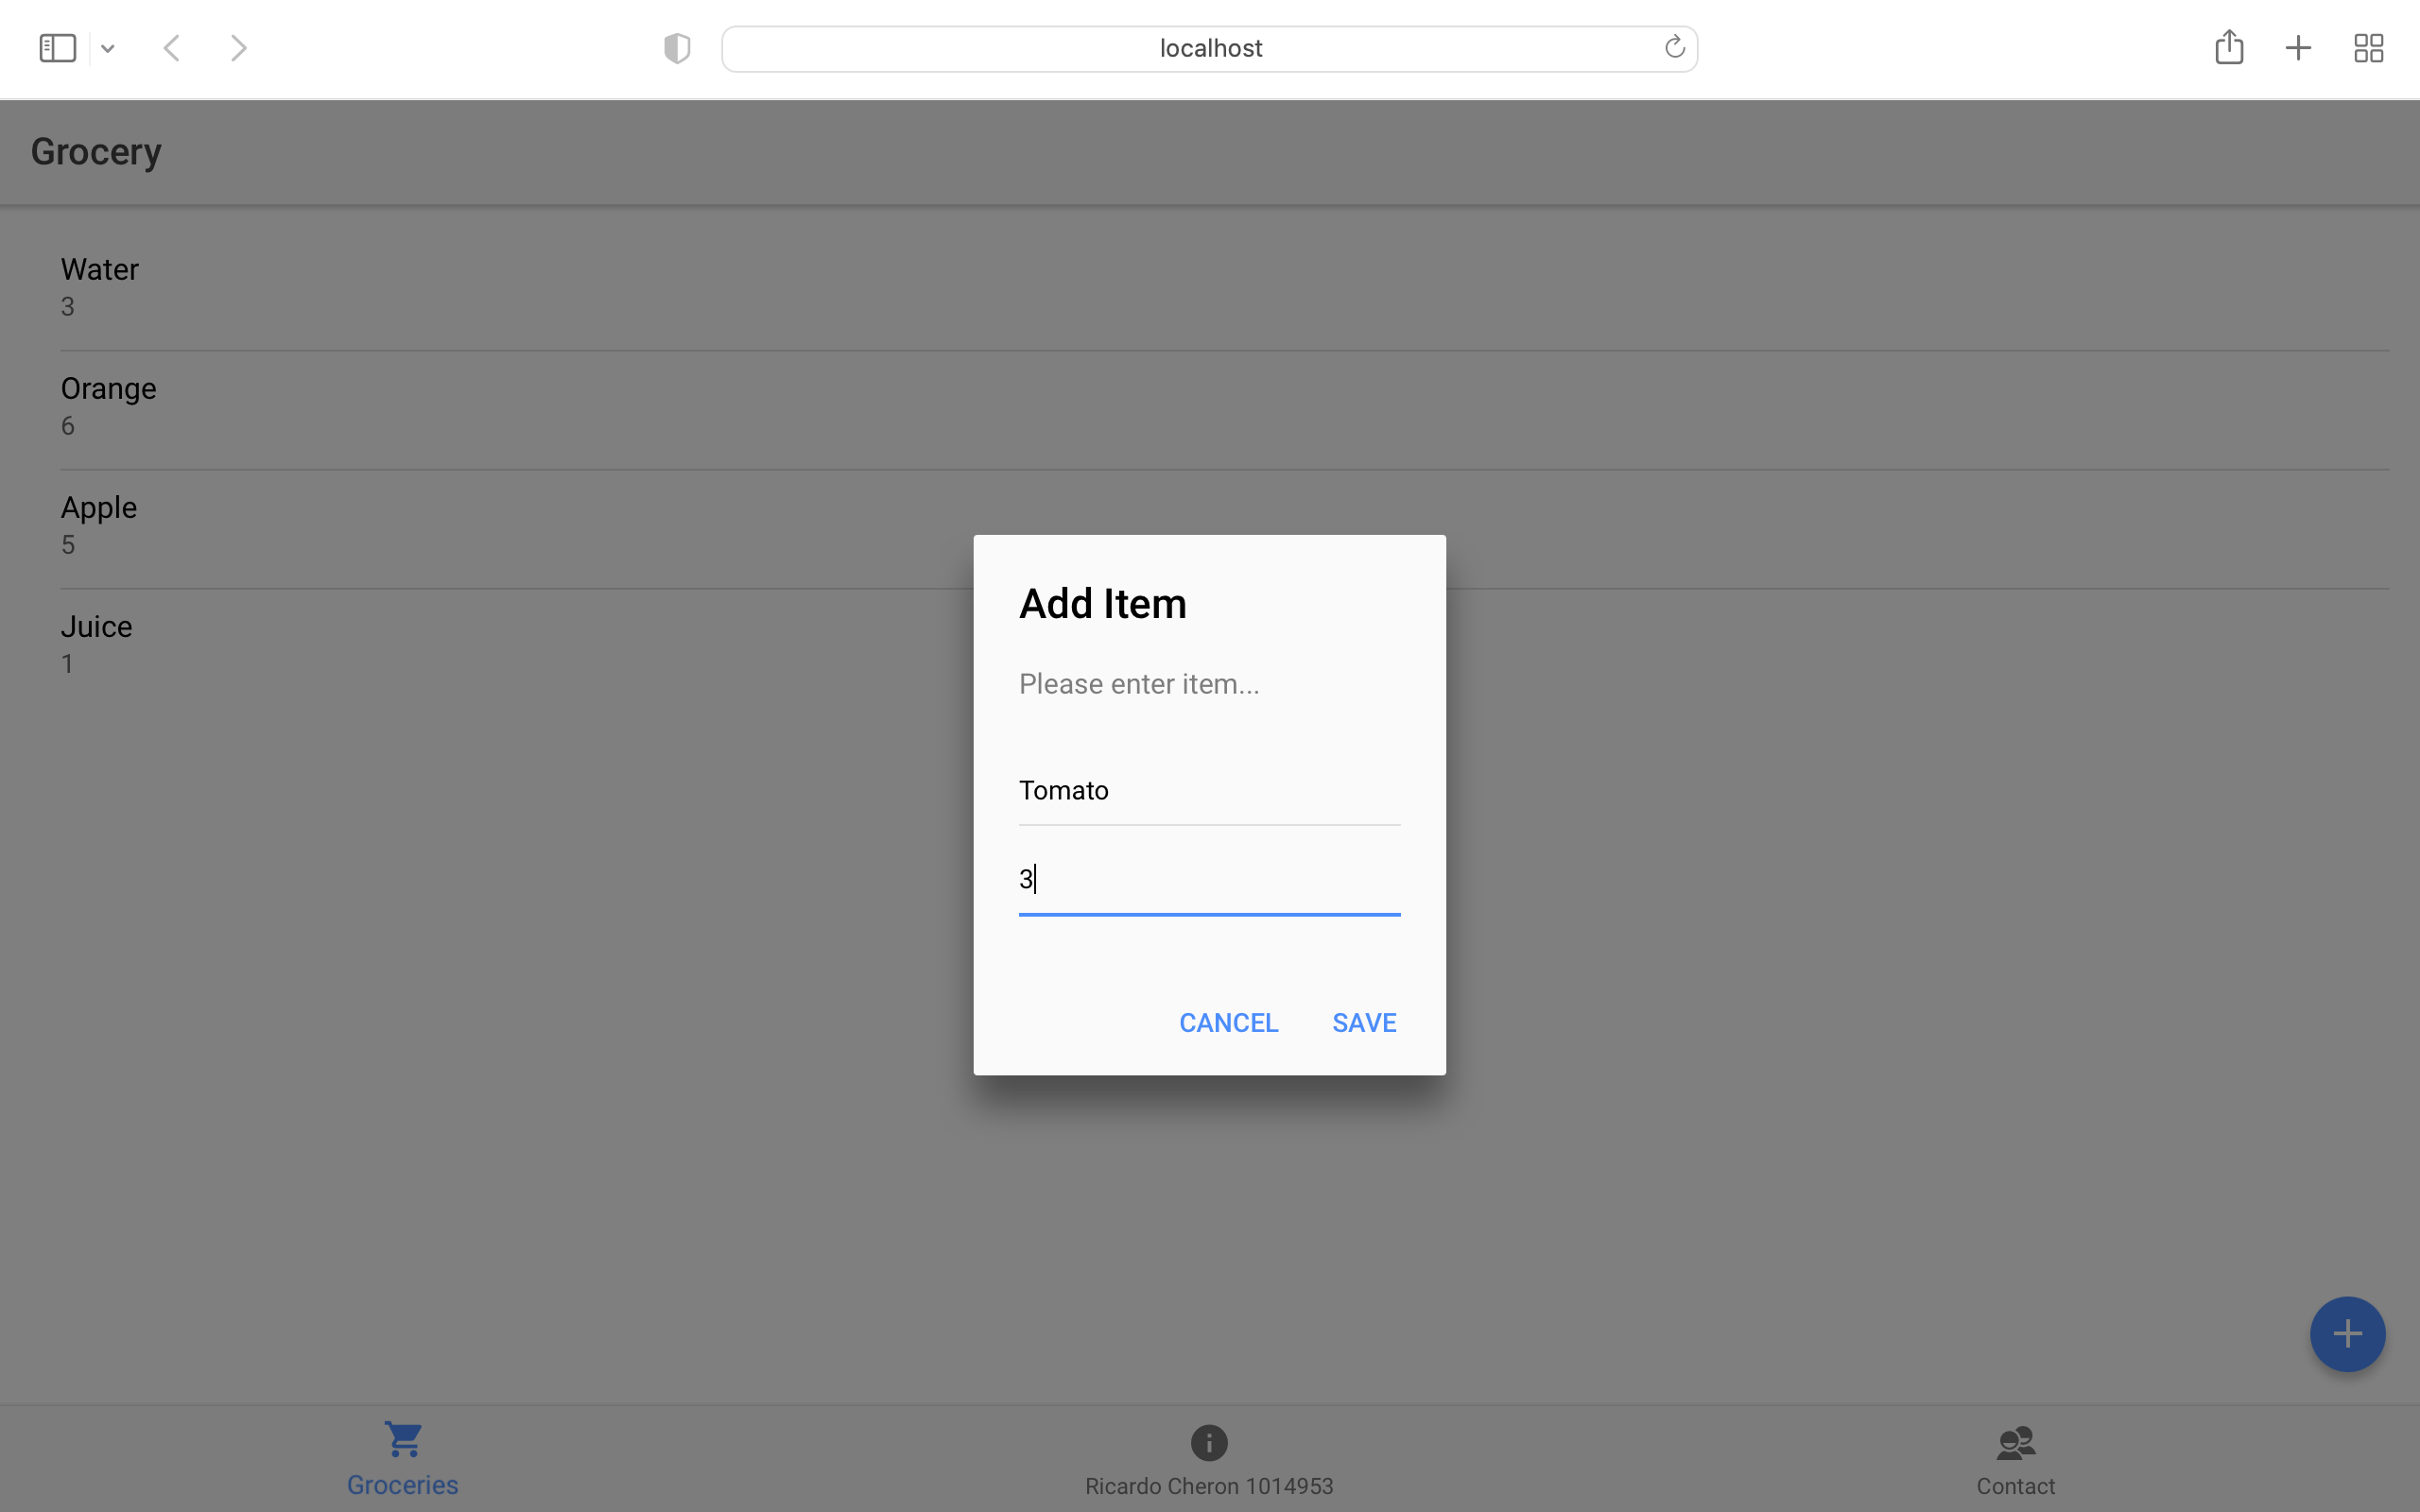 localhost
Grocery
Water
3
Orange
6
Apple
5
Juice
1
Add Item
Please enter item...
Tomato
3
CANCEL SAVE
Groceries
Ricardo Cheron 1014953
Contact